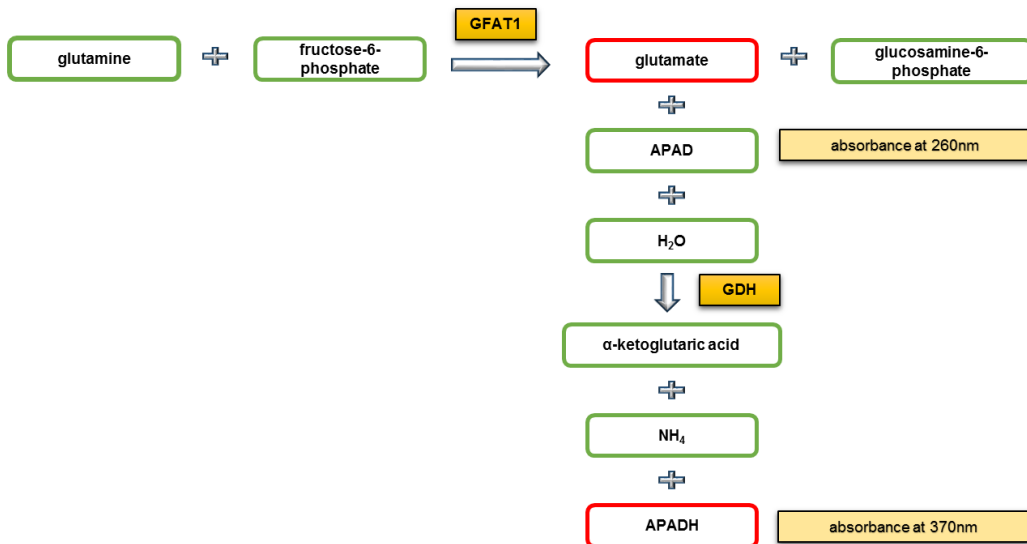 GFAT1
glutamine
fructose-6-
phosphate
glutamate
glucosamine-6-
phosphate
APAD
absorbance at 260nm
H₂O
GDH
α-ketoglutaric acid
NH₄
APADH
absorbance at 370nm